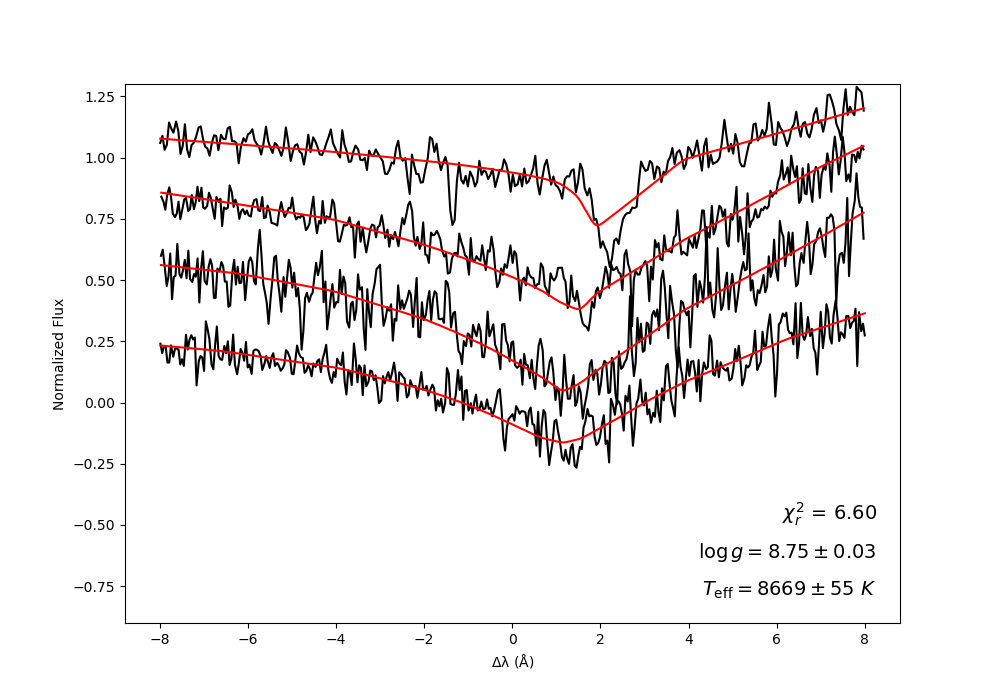 1.25
1.00
0.75
0.50
0.25
0.00
−0.25
−0.50
−0.75
Normalized Flux
χ²ᵣ = 6.60
log g = 8.75 ± 0.03
T_eff = 8669 ± 55 K
−8 −6 −4 −2 0 2 4 6 8
Δλ (Å)